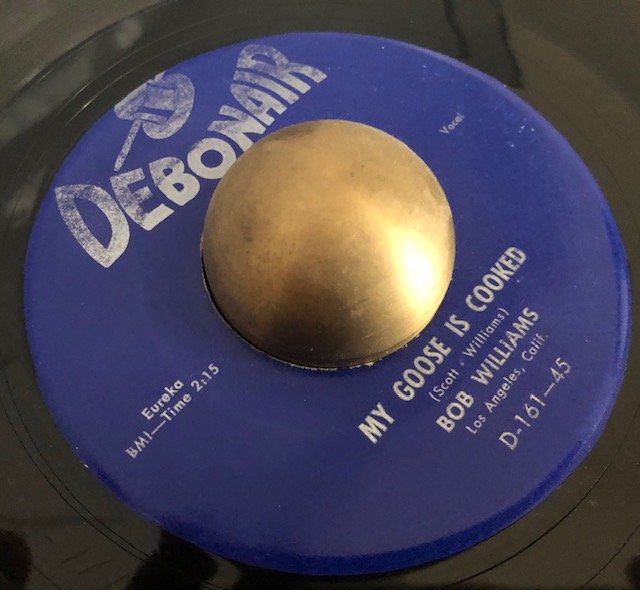 DEBONAIR
Vocal
Eureka
BMI—Time 2:15
MY GOOSE IS COOKED
(Scott - Williams)
BOB WILLIAMS
Los Angeles, Calif.
D-161—45